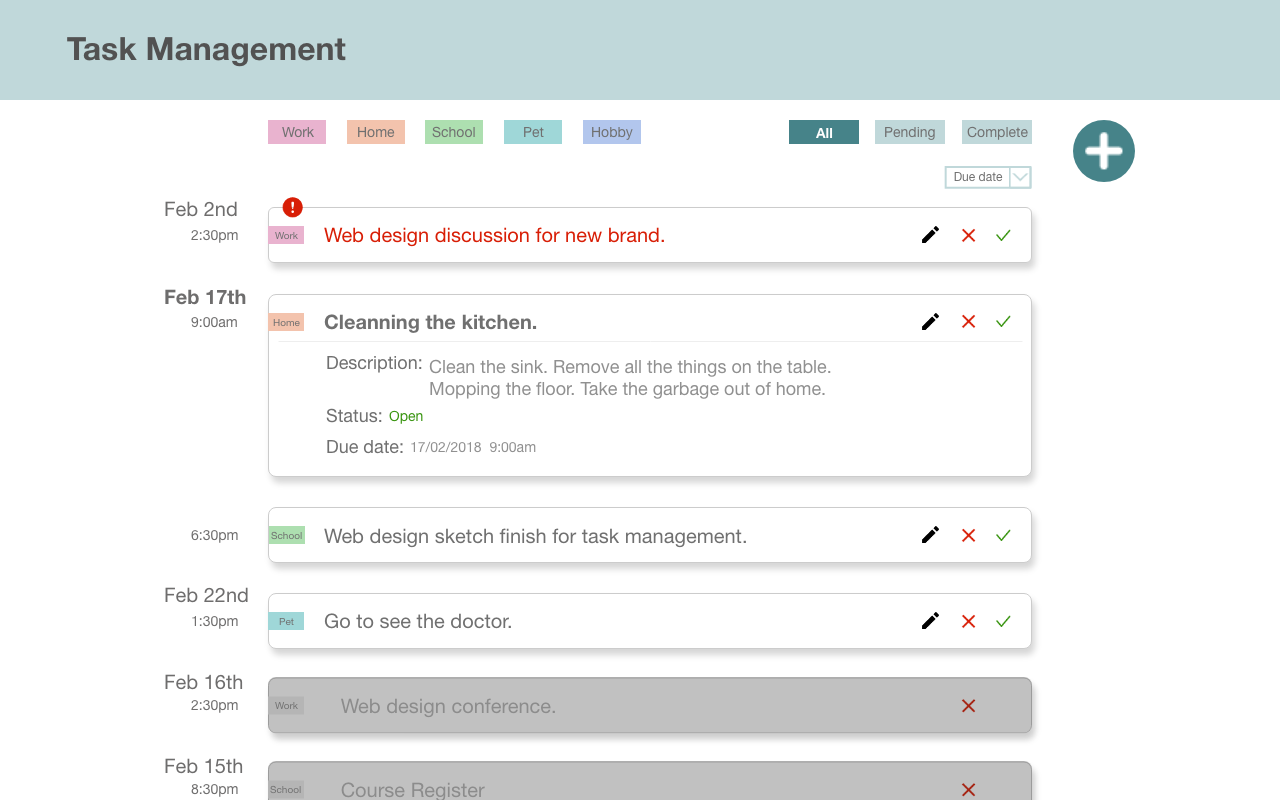 Task Management
Work Home School Pet Hobby All Pending Complete
Due date
Feb 2nd
2:30pm Work Web design discussion for new brand.
Feb 17th
9:00am Home Cleanning the kitchen.
Description: Clean the sink. Remove all the things on the table.
Mopping the floor. Take the garbage out of home.
Status: Open
Due date: 17/02/2018 9:00am
6:30pm School Web design sketch finish for task management.
Feb 22nd
1:30pm Pet Go to see the doctor.
Feb 16th
2:30pm Work Web design conference.
Feb 15th
8:30pm School Course Register